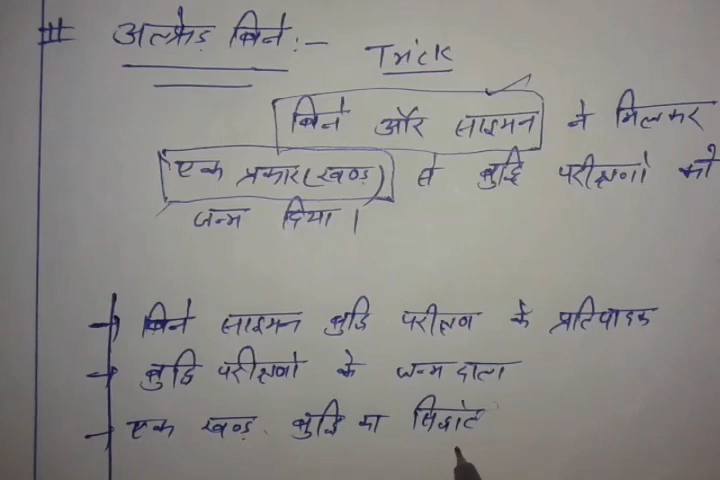 # अल्फ्रेड बिने :-
Trick
बिने और साइमन ने मिलकर
एक प्रकार (खण्ड) से बुद्धि परीक्षणो को
जन्म दिया ।
→ बिने साइमन बुद्धि परीक्षण के प्रतिपादक
→ बुद्धि परीक्षणो के जन्मदाता
→ एक खण्ड बुद्धि का सिद्धांत